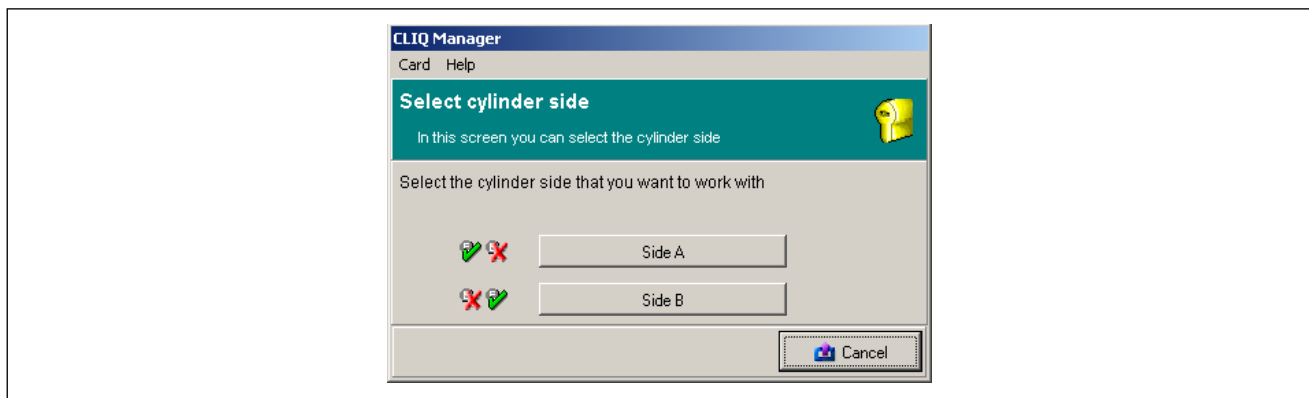 CLIQ Manager
Card Help
Select cylinder side
In this screen you can select the cylinder side
Select the cylinder side that you want to work with
Side A
Side B
Cancel